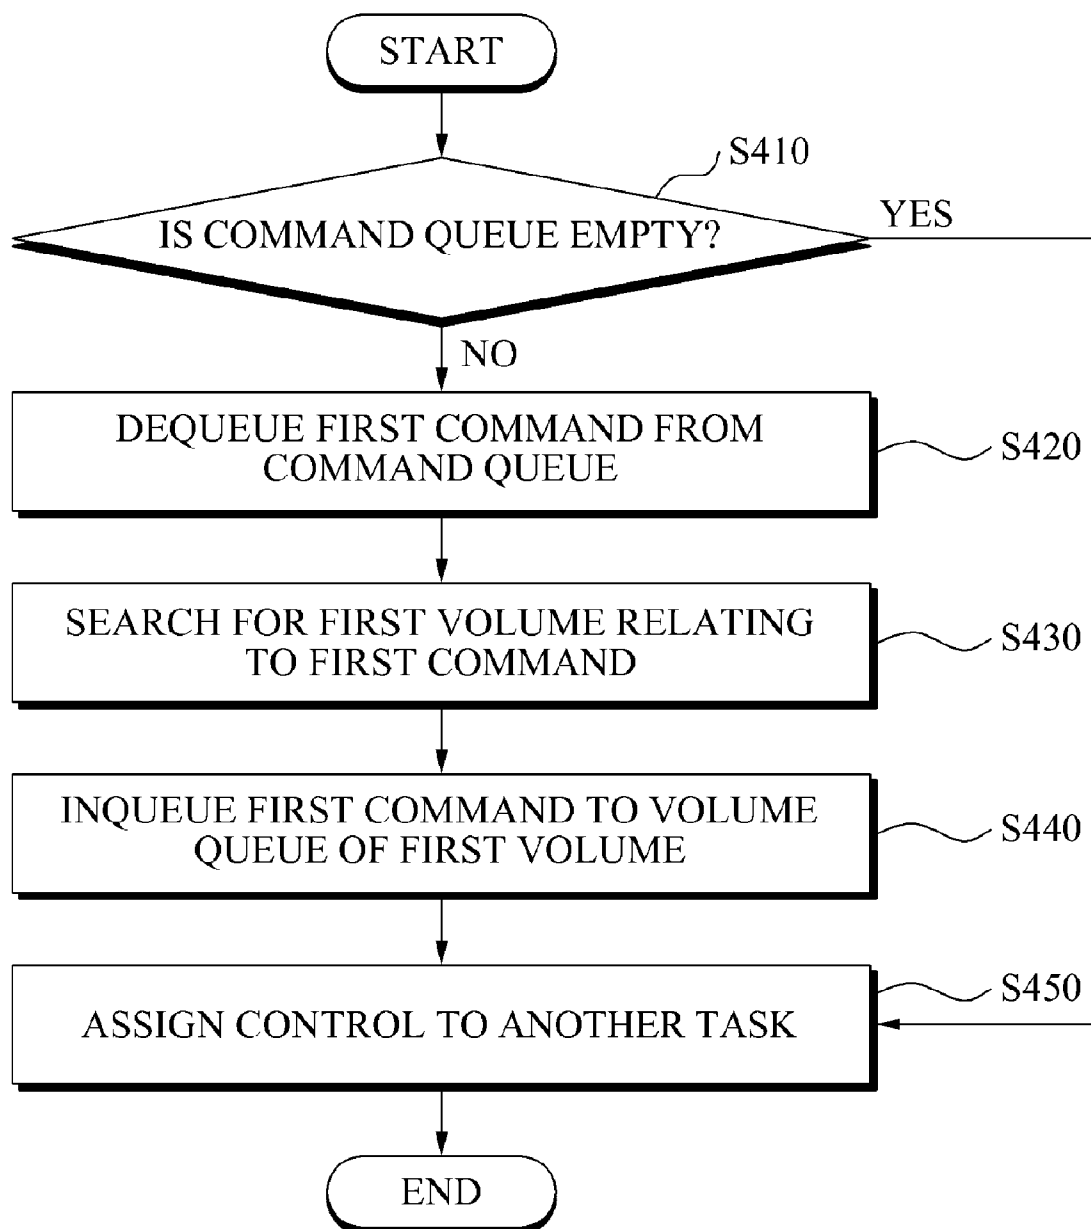 START
S410
IS COMMAND QUEUE EMPTY?
YES
NO
DEQUEUE FIRST COMMAND FROM
COMMAND QUEUE
S420
SEARCH FOR FIRST VOLUME RELATING
TO FIRST COMMAND
S430
INQUEUE FIRST COMMAND TO VOLUME
QUEUE OF FIRST VOLUME
S440
S450
ASSIGN CONTROL TO ANOTHER TASK
END